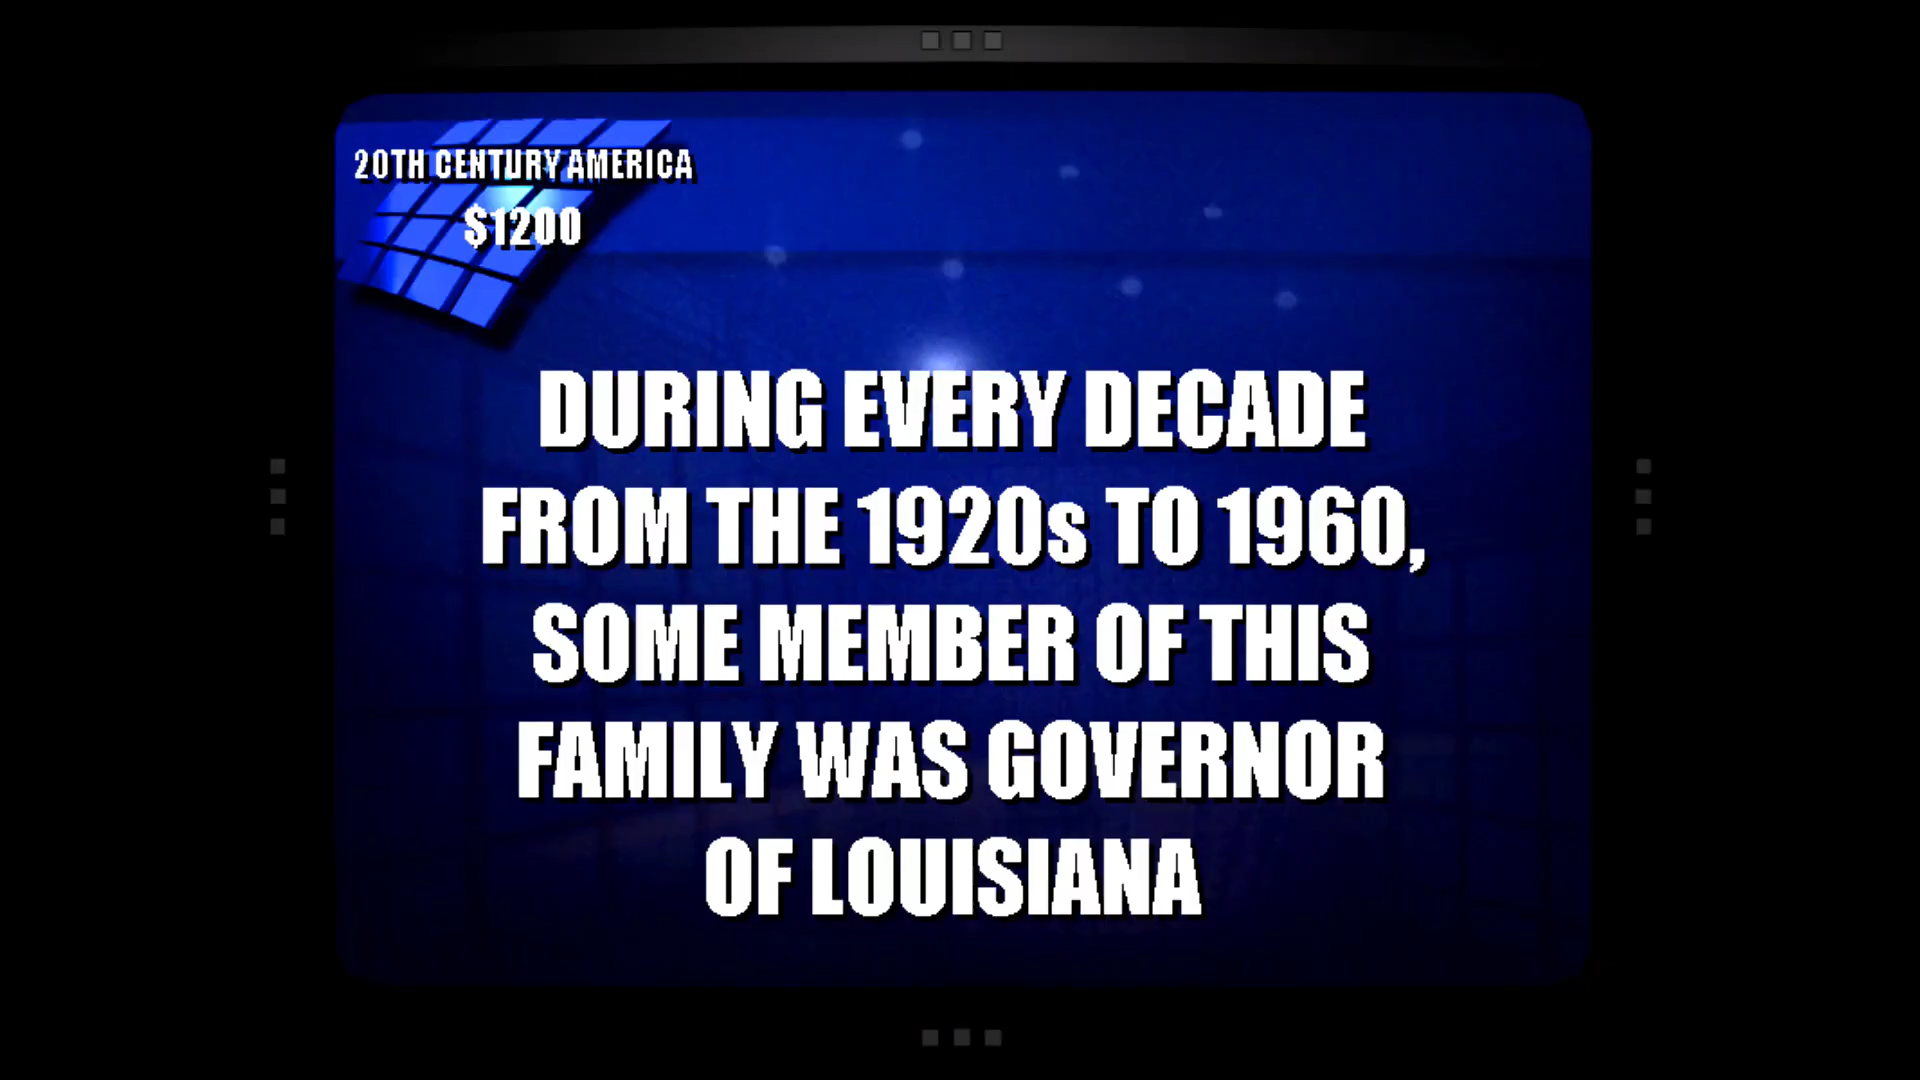 20TH CENTURY AMERICA
$1200
DURING EVERY DECADE
FROM THE 1920s TO 1960,
SOME MEMBER OF THIS
FAMILY WAS GOVERNOR
OF LOUISIANA